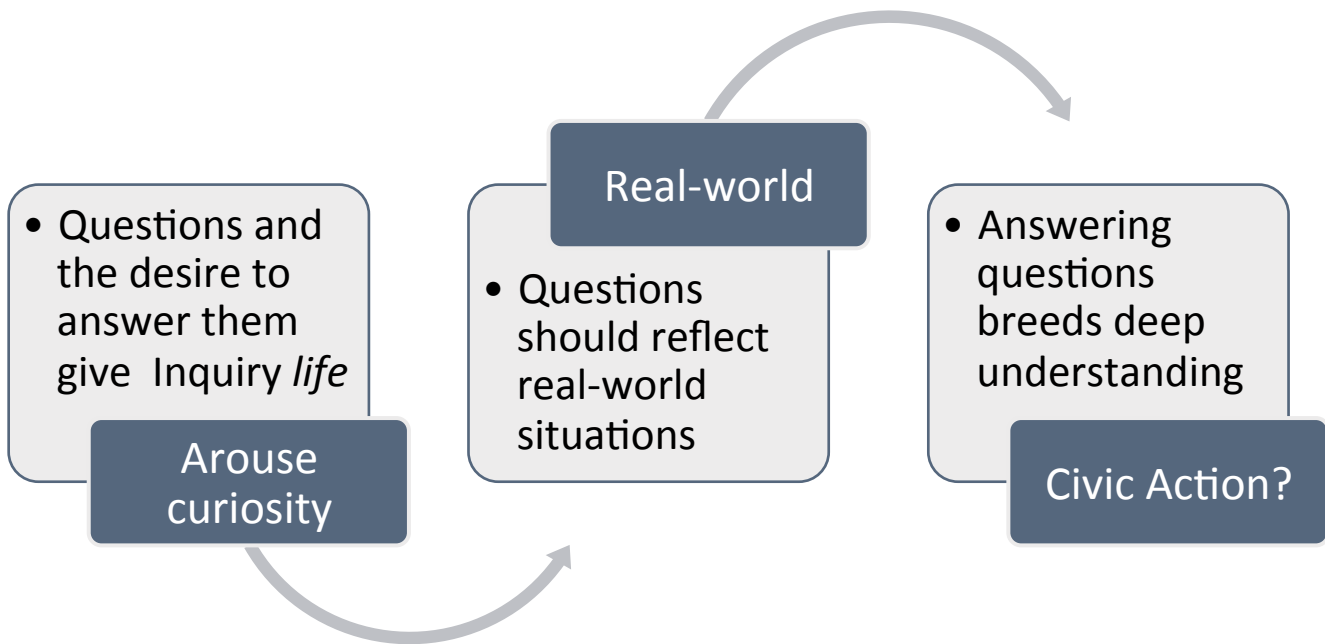 • Questions and
the desire to
answer them
give Inquiry life
Arouse
curiosity
Real-world
• Questions
should reflect
real-world
situations
• Answering
questions
breeds deep
understanding
Civic Action?